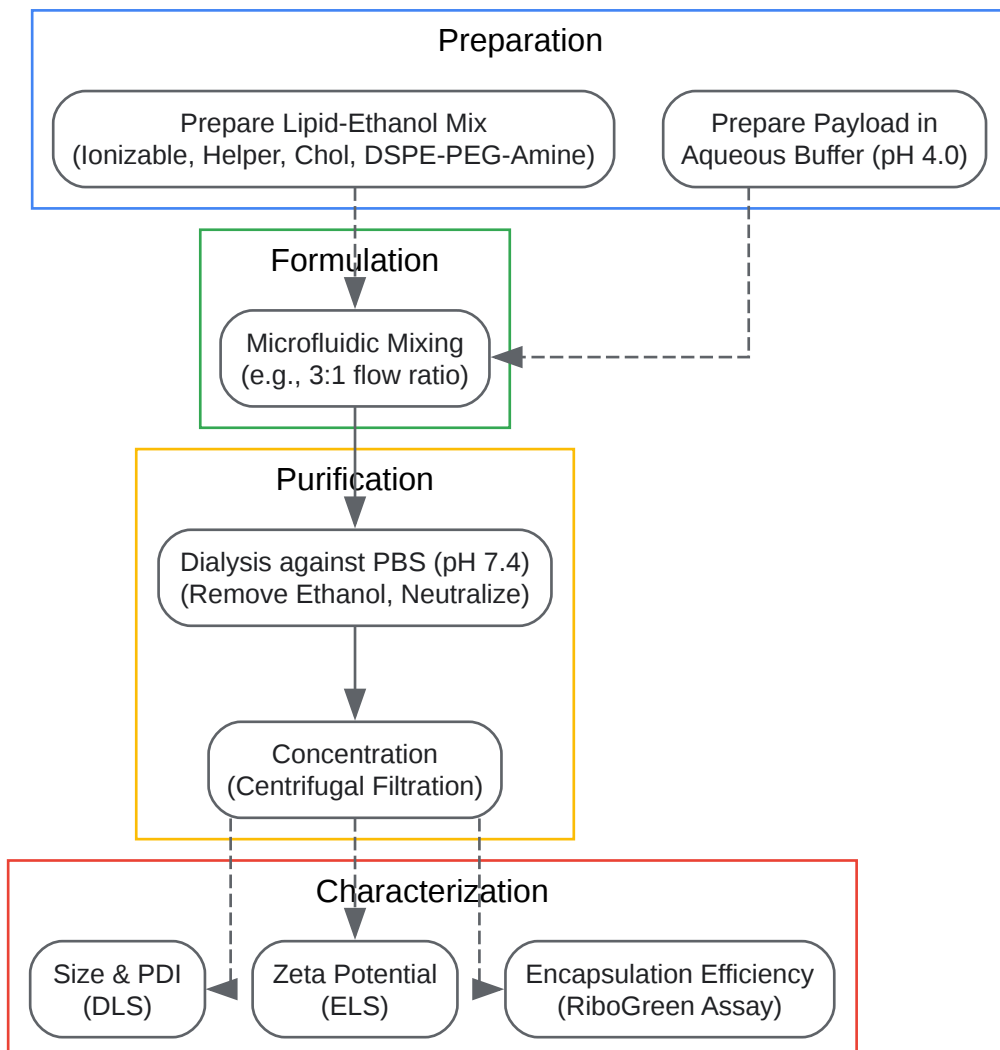 Preparation
Prepare Lipid-Ethanol Mix
(Ionizable, Helper, Chol, DSPE-PEG-Amine)
Prepare Payload in
Aqueous Buffer (pH 4.0)
Formulation
Microfluidic Mixing
(e.g., 3:1 flow ratio)
Purification
Dialysis against PBS (pH 7.4)
(Remove Ethanol, Neutralize)
Concentration
(Centrifugal Filtration)
Characterization
Size & PDI
(DLS)
Zeta Potential
(ELS)
Encapsulation Efficiency
(RiboGreen Assay)